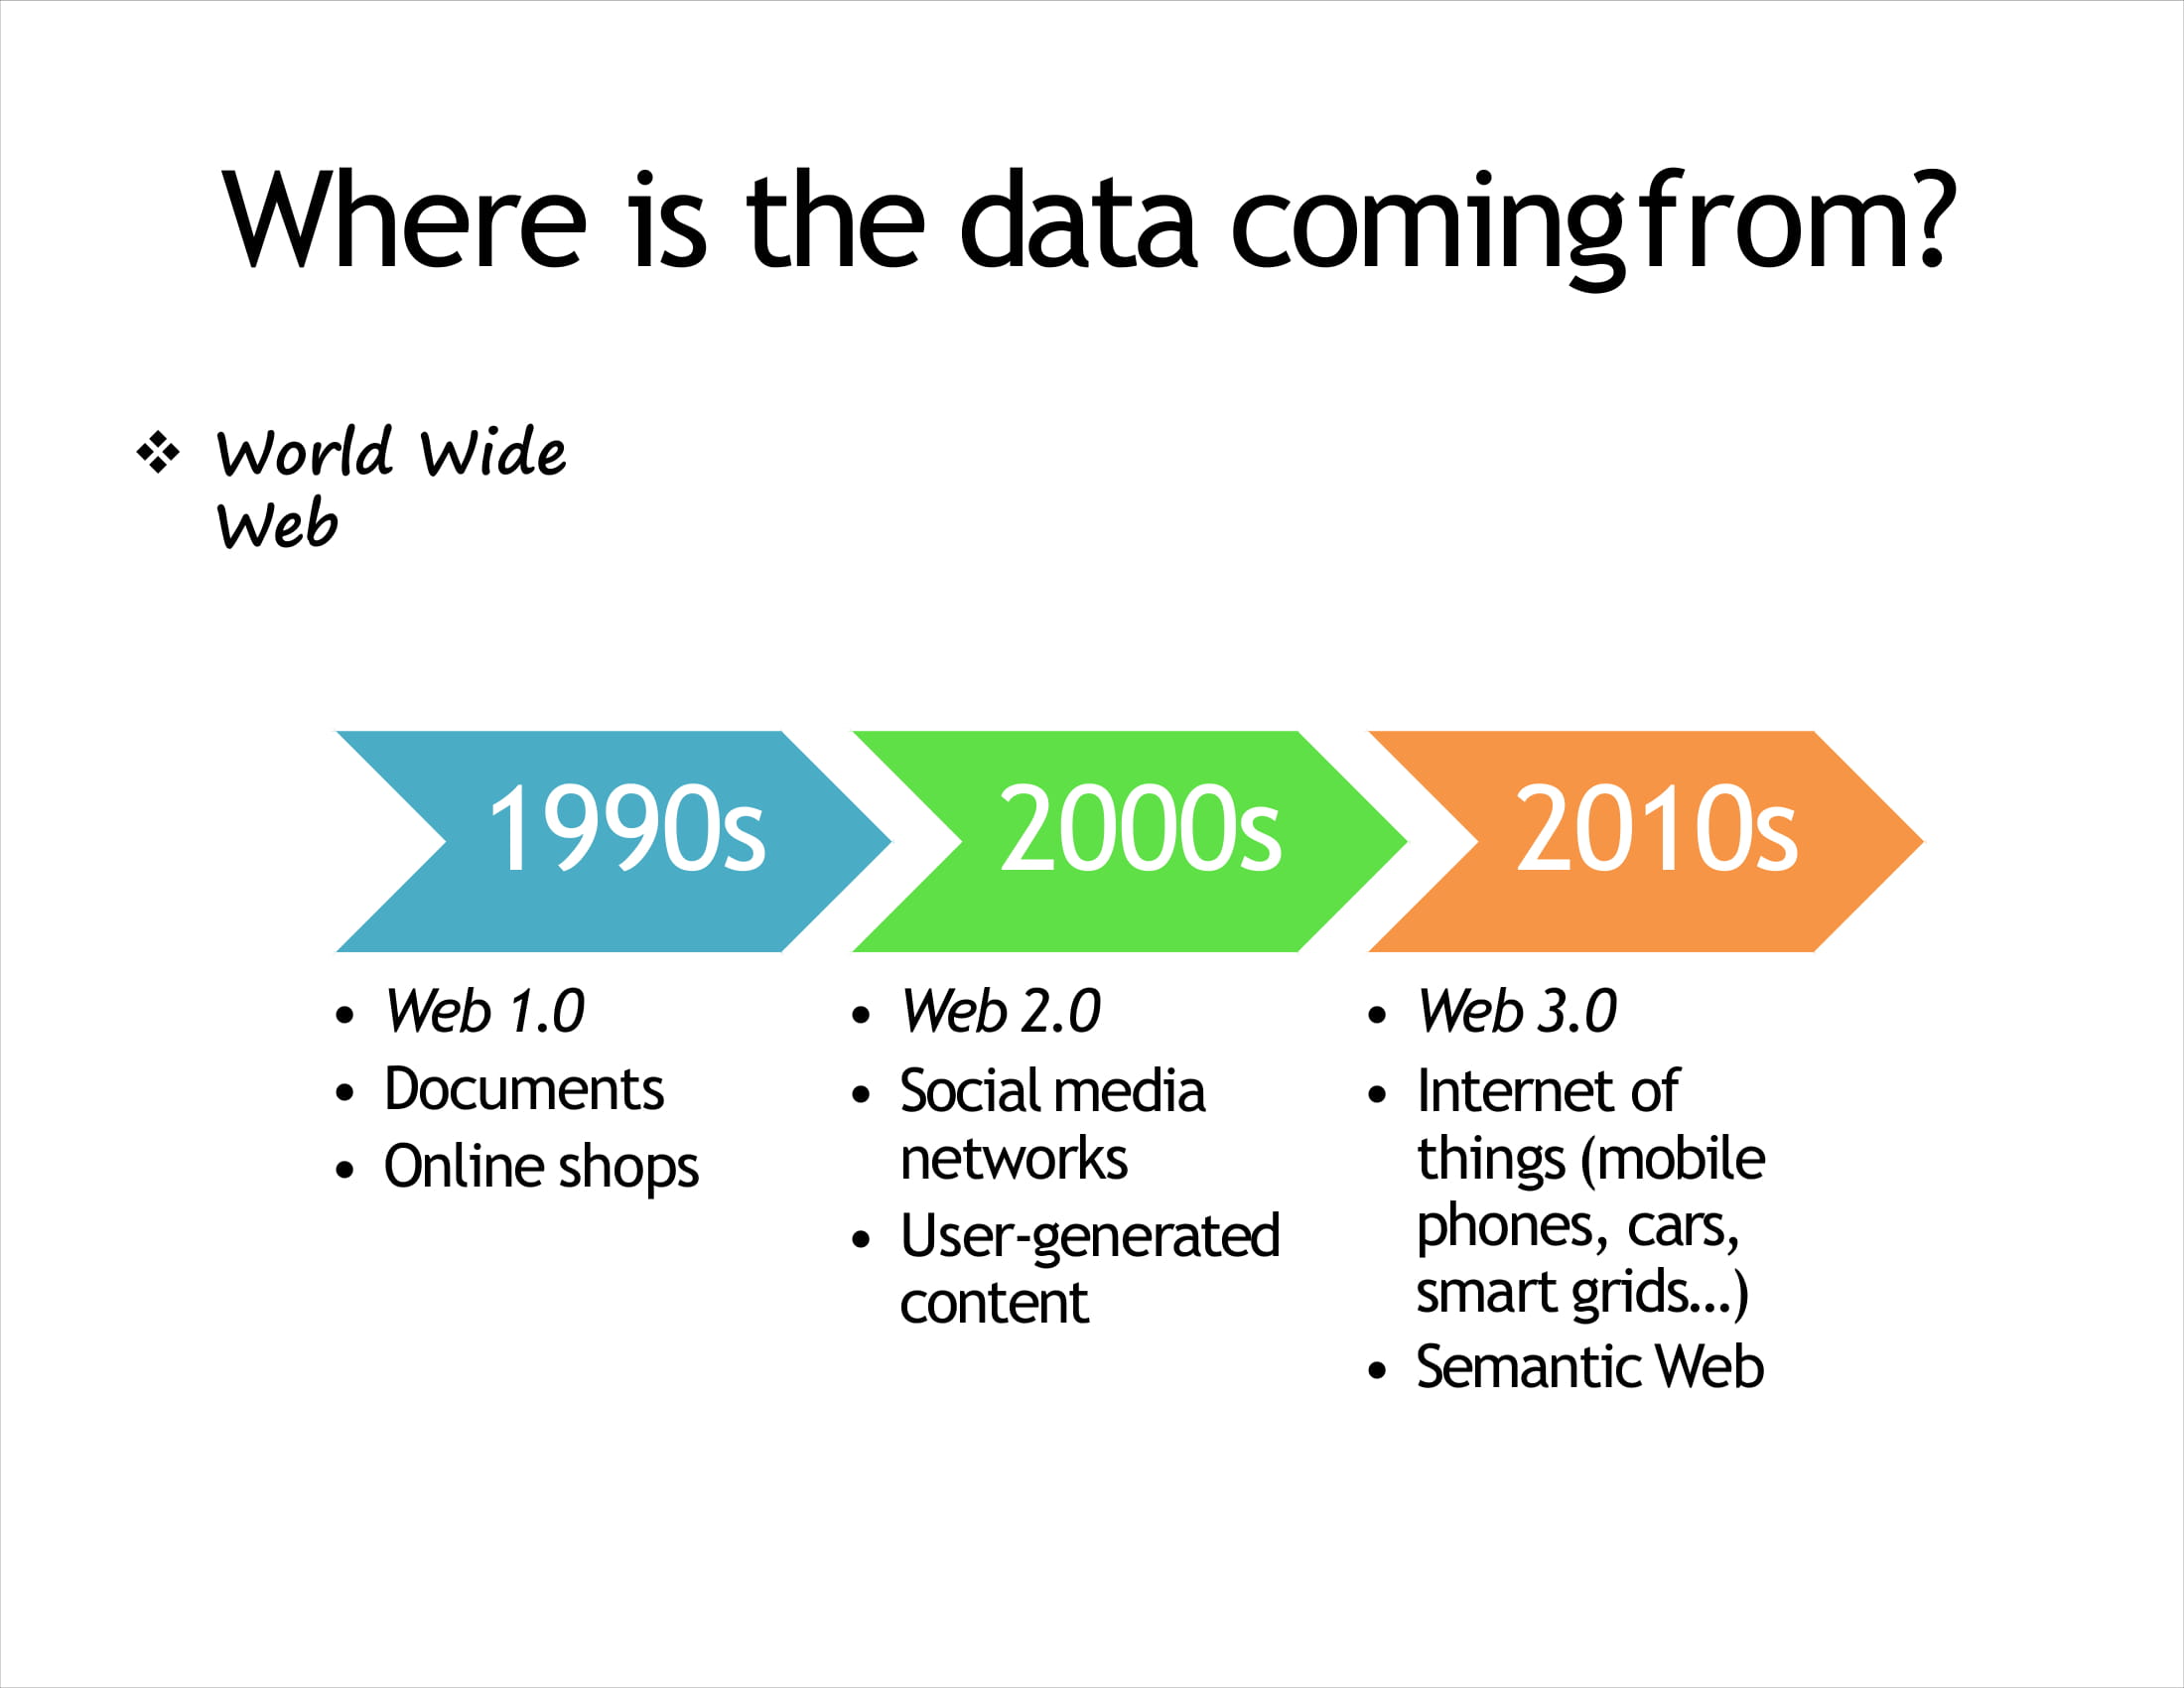 Where is the data coming from?
❖ World Wide
Web
1990s
• Web 1.0
• Documents
• Online shops
2000s
• Web 2.0
• Social media
networks
• User-generated
content
2010s
• Web 3.0
• Internet of
things (mobile
phones, cars,
smart grids...)
• Semantic Web